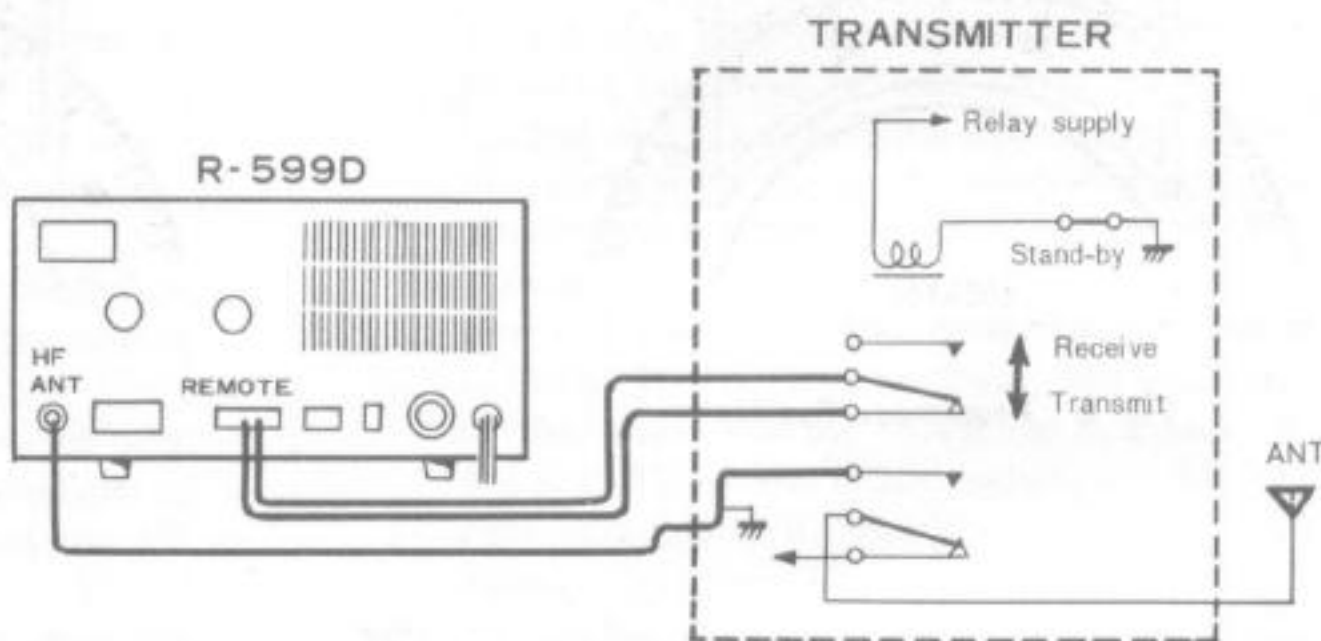 TRANSMITTER
Relay supply
R-599D
Stand-by
HF
ANT
REMOTE
Receive
Transmit
ANT